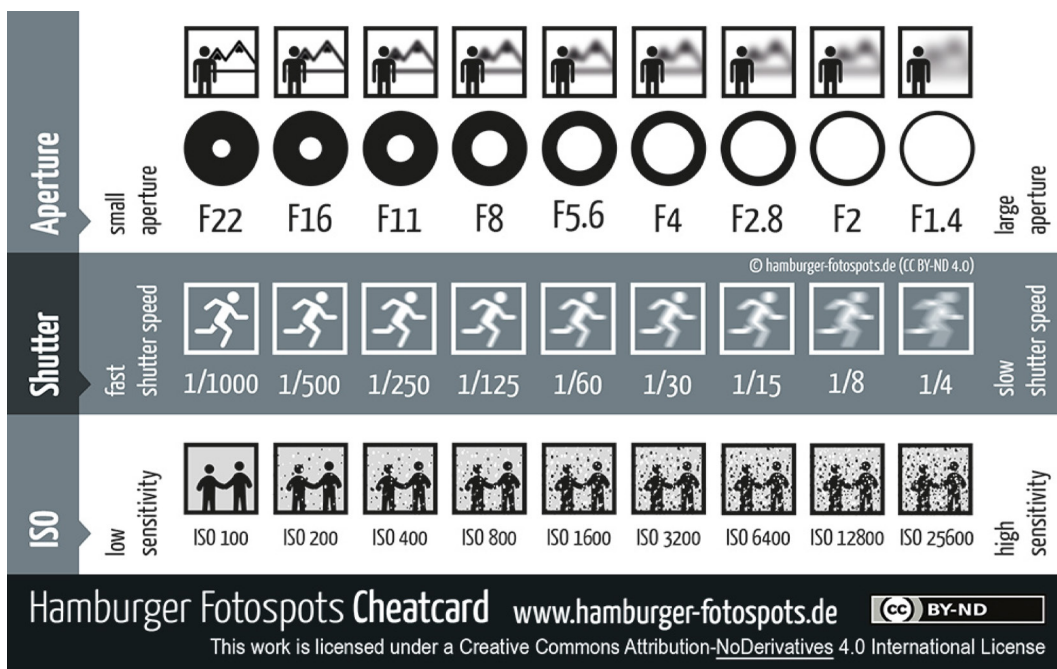 Aperture
small
aperture
F22 F16 F11 F8 F5.6 F4 F2.8 F2 F1.4
large
aperture
© hamburger-fotospots.de (CC BY-ND 4.0)
Shutter
fast
shutter speed
1/1000 1/500 1/250 1/125 1/60 1/30 1/15 1/8 1/4
slow
shutter speed
ISO
low
sensitivity
ISO 100 ISO 200 ISO 400 ISO 800 ISO 1600 ISO 3200 ISO 6400 ISO 12800 ISO 25600
high
sensitivity
Hamburger Fotospots Cheatcard www.hamburger-fotospots.de cc BY-ND
This work is licensed under a Creative Commons Attribution-NoDerivatives 4.0 International License